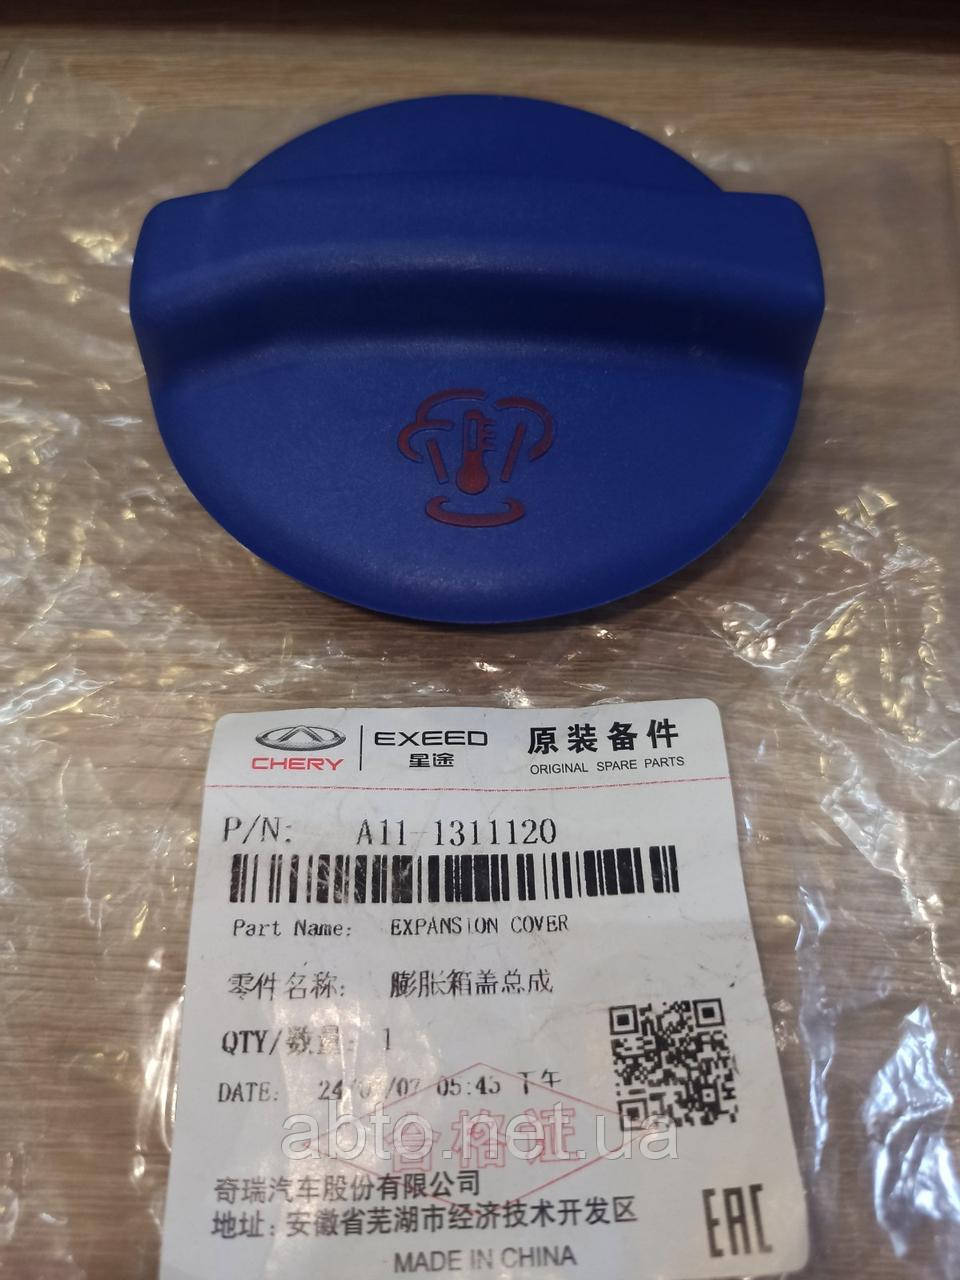 CHERY
EXEED
星途
原装备件
ORIGINAL SPARE PARTS
P/N: A11-1311120
Part Name: EXPANSION COVER
零件名称: 膨胀箱盖总成
QTY/数量: 1
DATE: 05:45 下午
合格证
abto.net.ua
奇瑞汽车股份有限公司
地址: 安徽省芜湖市经济技术开发区
MADE IN CHINA
EAC